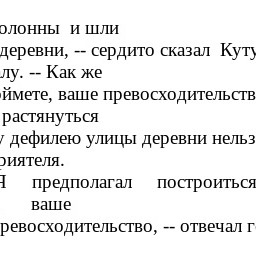 олонны и шли
деревни, -- сердито сказал Куту
лу. -- Как же
ймете, ваше превосходительств
растянуться
у дефилею улицы деревни нельз
риятеля.
Я предполагал построиться
ваше
ревосходительство, -- отвечал г